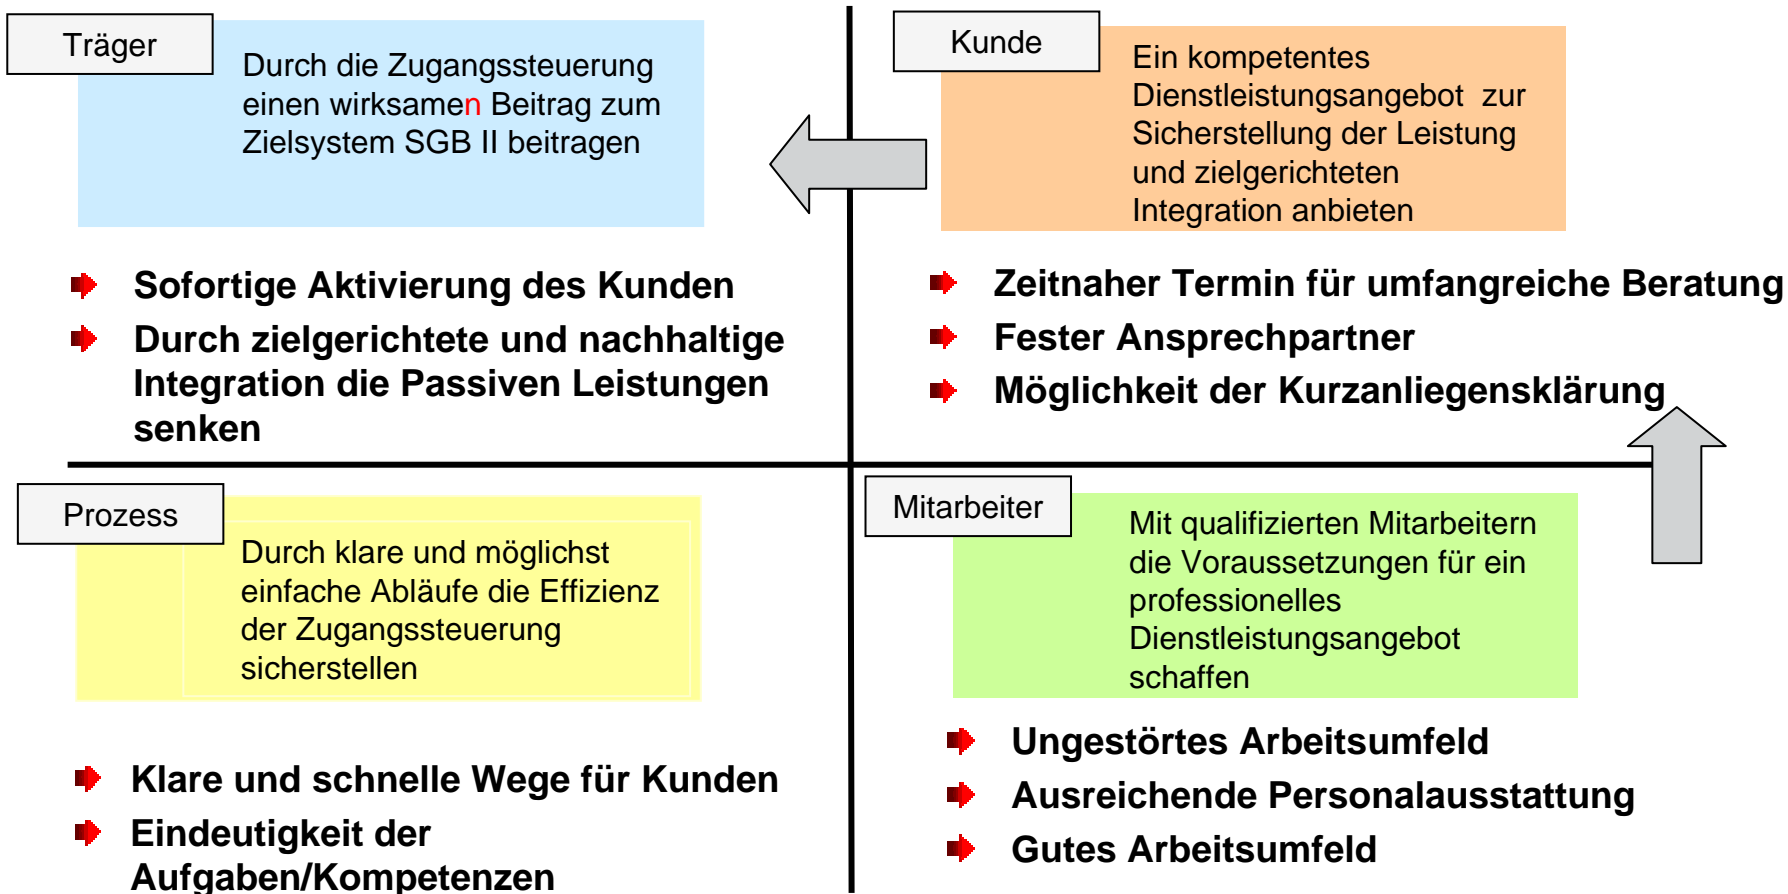 Träger
Durch die Zugangssteuerung
einen wirksamen Beitrag zum
Zielsystem SGB II beitragen
Sofortige Aktivierung des Kunden
Durch zielgerichtete und nachhaltige
Integration die Passiven Leistungen
senken
Kunde
Ein kompetentes
Dienstleistungsangebot zur
Sicherstellung der Leistung
und zielgerichteten
Integration anbieten
Zeitnaher Termin für umfangreiche Beratung
Fester Ansprechpartner
Möglichkeit der Kurzanliegensklärung
Prozess
Durch klare und möglichst
einfache Abläufe die Effizienz
der Zugangssteuerung
sicherstellen
Klare und schnelle Wege für Kunden
Eindeutigkeit der
Aufgaben/Kompetenzen
Mitarbeiter
Mit qualifizierten Mitarbeitern
die Voraussetzungen für ein
professionelles
Dienstleistungsangebot
schaffen
Ungestörtes Arbeitsumfeld
Ausreichende Personalausstattung
Gutes Arbeitsumfeld